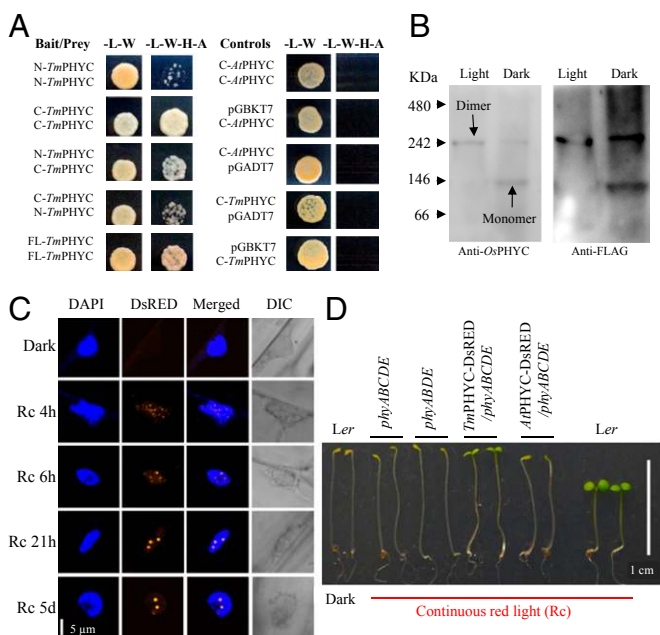 A
Bait/Prey -L-W -L-W-H-A Controls -L-W -L-W-H-A
N-TmPHYC
N-TmPHYC
C-TmPHYC
C-TmPHYC
N-TmPHYC
C-TmPHYC
C-TmPHYC
N-TmPHYC
FL-TmPHYC
FL-TmPHYC
C-AtPHYC
C-AtPHYC
pGBKT7
C-AtPHYC
C-AtPHYC
pGADT7
C-TmPHYC
pGADT7
pGBKT7
C-TmPHYC
B
KDa Light Dark Light Dark
480
242
146
66
Dimer
Monomer
Anti-OsPHYC Anti-FLAG
C
DAPI DsRED Merged DIC
Dark
Rc 4h
Rc 6h
Rc 21h
Rc 5d
5 μm
D
Ler
phyABCDE
phyABDE
TmPHYC-DsRED
/phyABCDE
AtPHYC-DsRED
/phyABCDE
Ler
1 cm
Dark
Continuous red light (Rc)